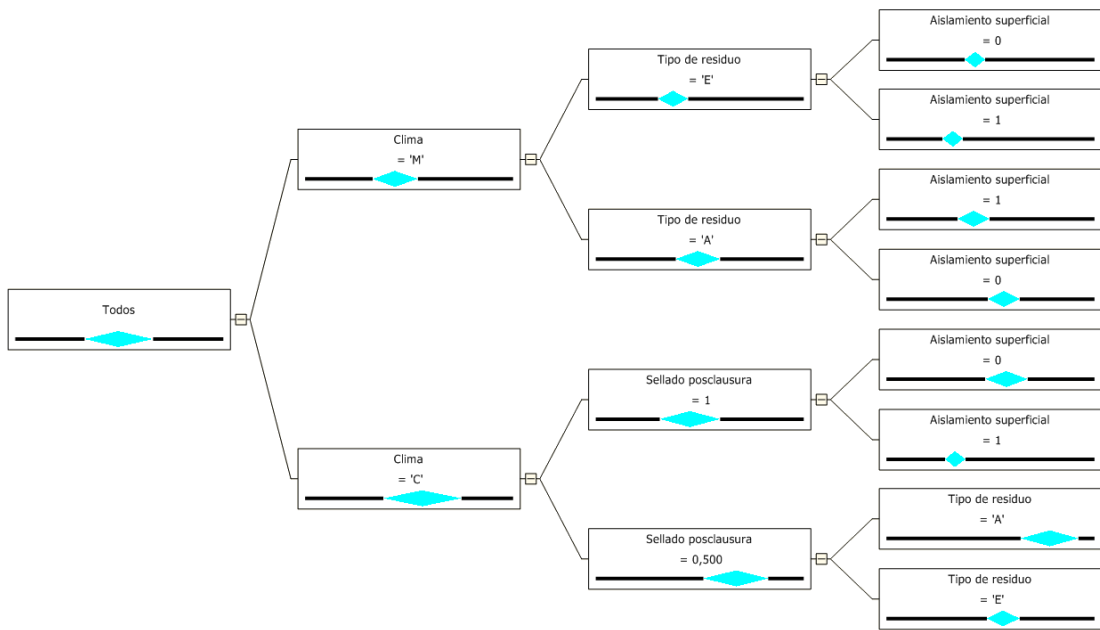 Todos
Clima
= 'M'
Tipo de residuo
= 'E'
Aislamiento superficial
= 0
Aislamiento superficial
= 1
Tipo de residuo
= 'A'
Aislamiento superficial
= 1
Aislamiento superficial
= 0
Clima
= 'C'
Sellado posclausura
= 1
Aislamiento superficial
= 0
Aislamiento superficial
= 1
Sellado posclausura
= 0,500
Tipo de residuo
= 'A'
Tipo de residuo
= 'E'